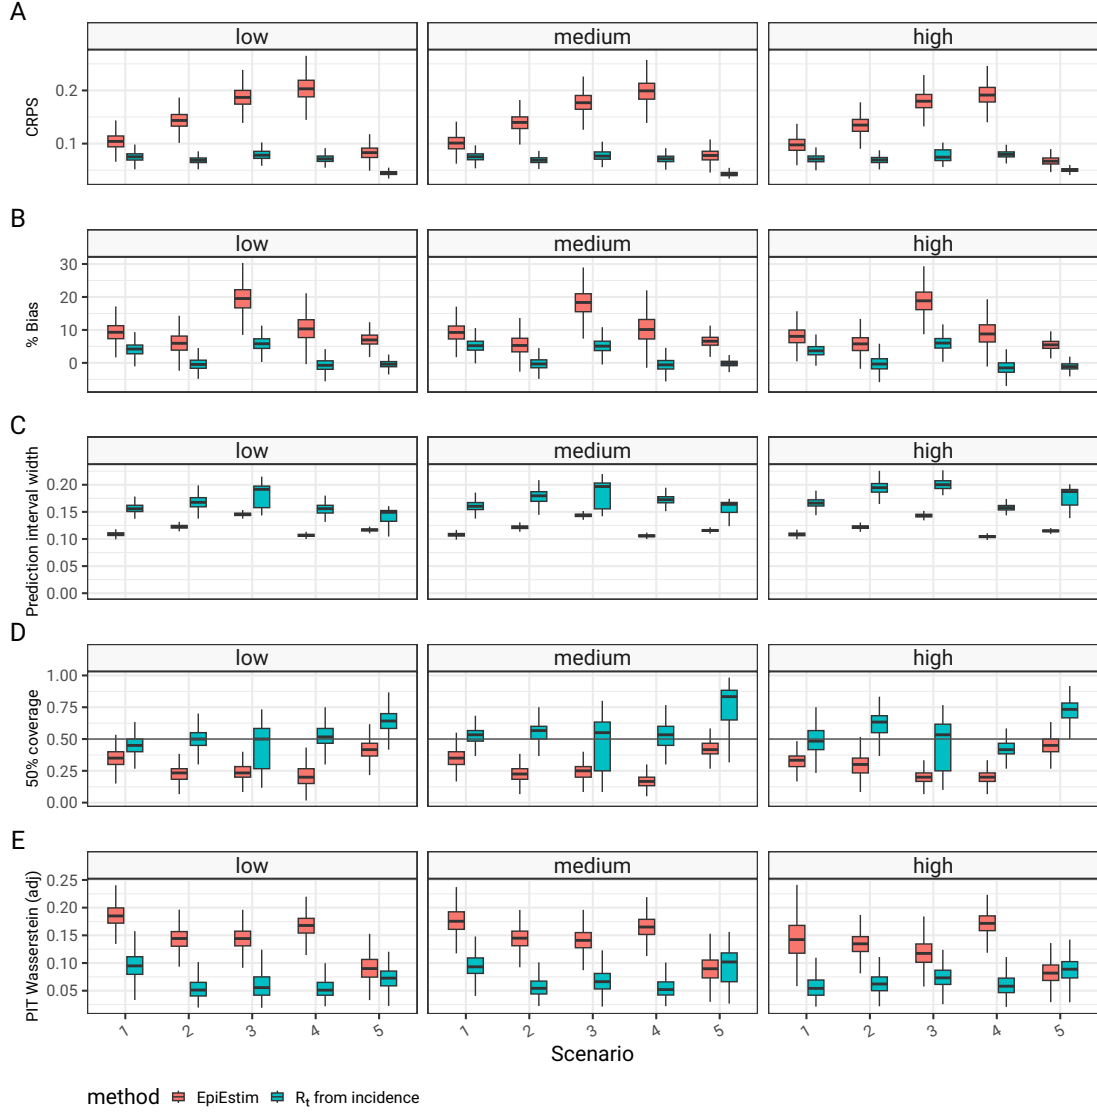 A
low
medium
high
CRPS
0.2
0.1
B
low
medium
high
% Bias
30
20
10
0
C
low
medium
high
Prediction interval width
0.20
0.15
0.10
0.05
0.00
D
low
medium
high
50% coverage
1.00
0.75
0.50
0.25
0.00
E
low
medium
high
PIT Wasserstein (adj)
0.25
0.20
0.15
0.10
0.05
1 2 3 4 5 1 2 3 4 5 1 2 3 4 5
Scenario
method EpiEstim Rt from incidence